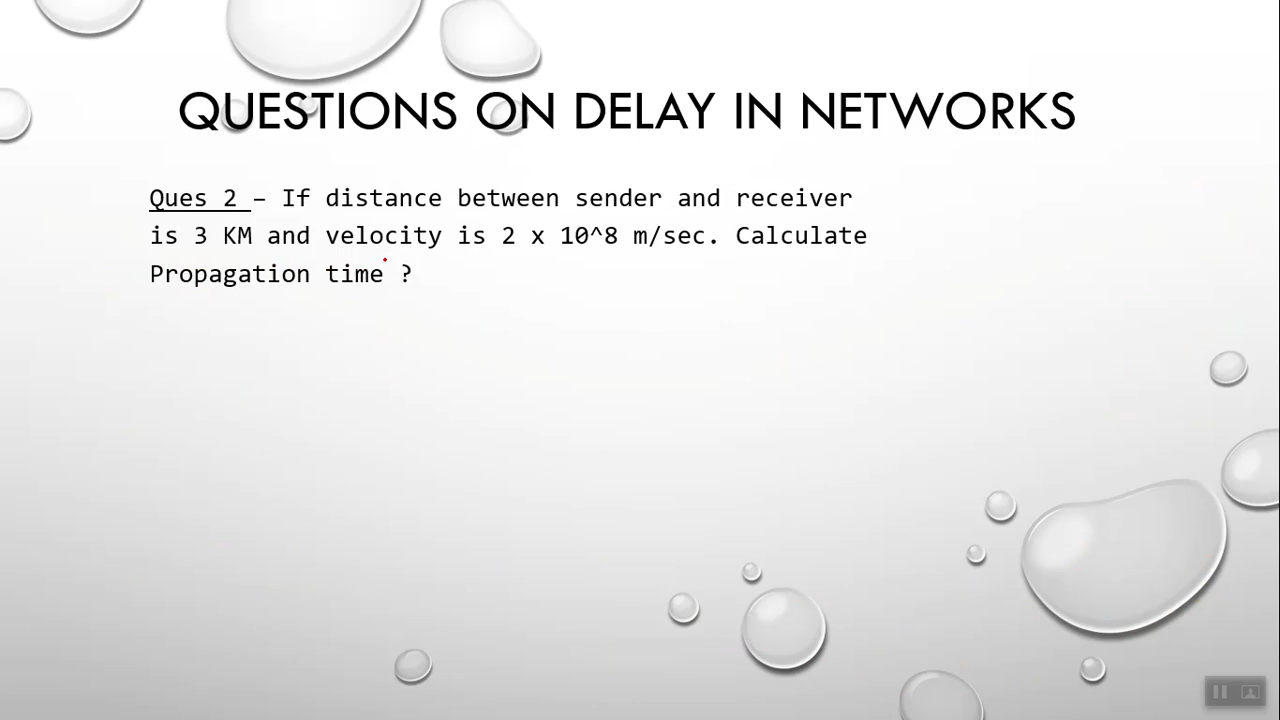 QUESTIONS ON DELAY IN NETWORKS
Ques 2 – If distance between sender and receiver
is 3 KM and velocity is 2 x 10^8 m/sec. Calculate
Propagation time ?